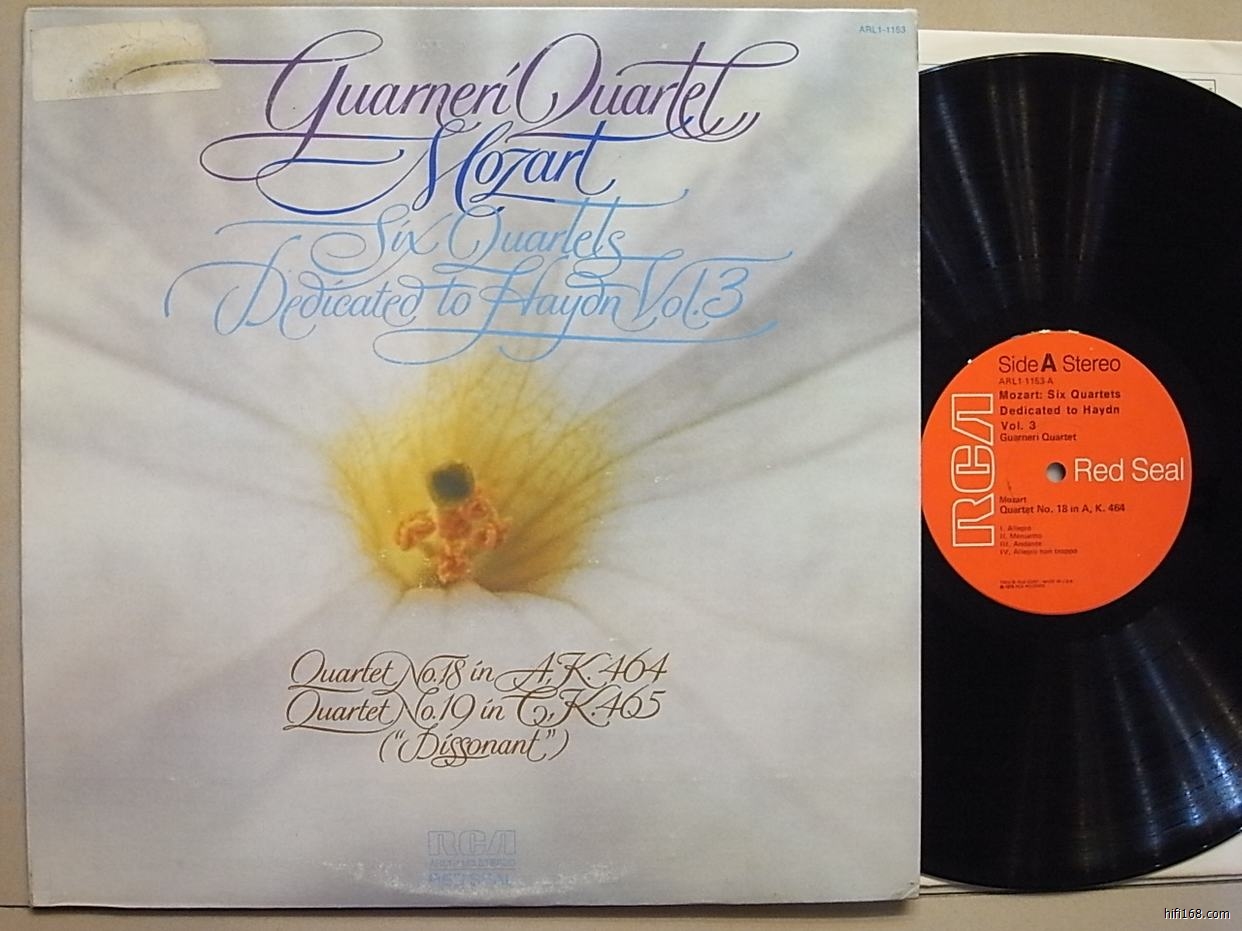 ARL1-1153
Guarneri Quartet
Mozart
Six Quartets
Dedicated to Haydn Vol.3
Quartet No.18 in A, K.464
Quartet No.19 in C, K.465
("Dissonant")
RCA
RED SEAL
Side A Stereo
ARL1-1153-A
Mozart: Six Quartets
Dedicated to Haydn
Vol. 3
Guarneri Quartet
RCA
Red Seal
Mozart
Quartet No. 18 in A, K. 464
I. Allegro
II. Menuetto
III. Andante
IV. Allegro non troppo
hifi168.com